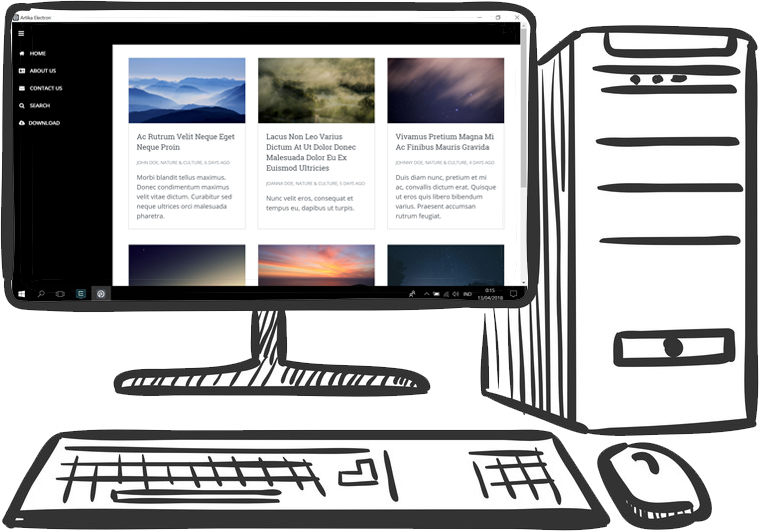 Artika Electron
HOME
ABOUT US
CONTACT US
SEARCH
DOWNLOAD
Ac Rutrum Velit Neque Eget
Neque Proin
JOHN DOE, NATURE & CULTURE, 6 DAYS AGO
Morbi blandit tellus maximus,
Donec condimentum maximus
velit vitae dictum. Curabitur sed
neque ultrices orci malesuada
pharetra.
Lacus Non Leo Varius
Dictum At Ut Dolor Donec
Malesuada Dolor Eu Ex
Euismod Ultricies
JOANNA DOE, NATURE & CULTURE, 5 DAYS AGO
Nunc velit eros, consequat et
tempus eu, dapibus ut turpis.
Vivamus Pretium Magna Mi
Ac Finibus Mauris Gravida
JOHNNY DOE, NATURE & CULTURE, 4 DAYS AGO
Duis diam nunc, pretium et mi
ac, convallis dictum erat. Quisque
ut eros quis libero bibendum
varius. Praesent accumsan
rutrum feugiat.
IND
0:15
13/04/2018